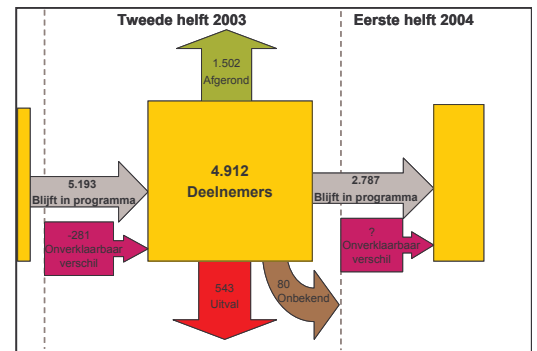 Tweede helft 2003
Eerste helft 2004
1.502
Afgerond
4.912
Deelnemers
5.193
Blijft in programma
2.787
Blijft in programma
-281
Onverklaarbaar
verschil
?
Onverklaarbaar
verschil
543
Uitval
80
Onbekend